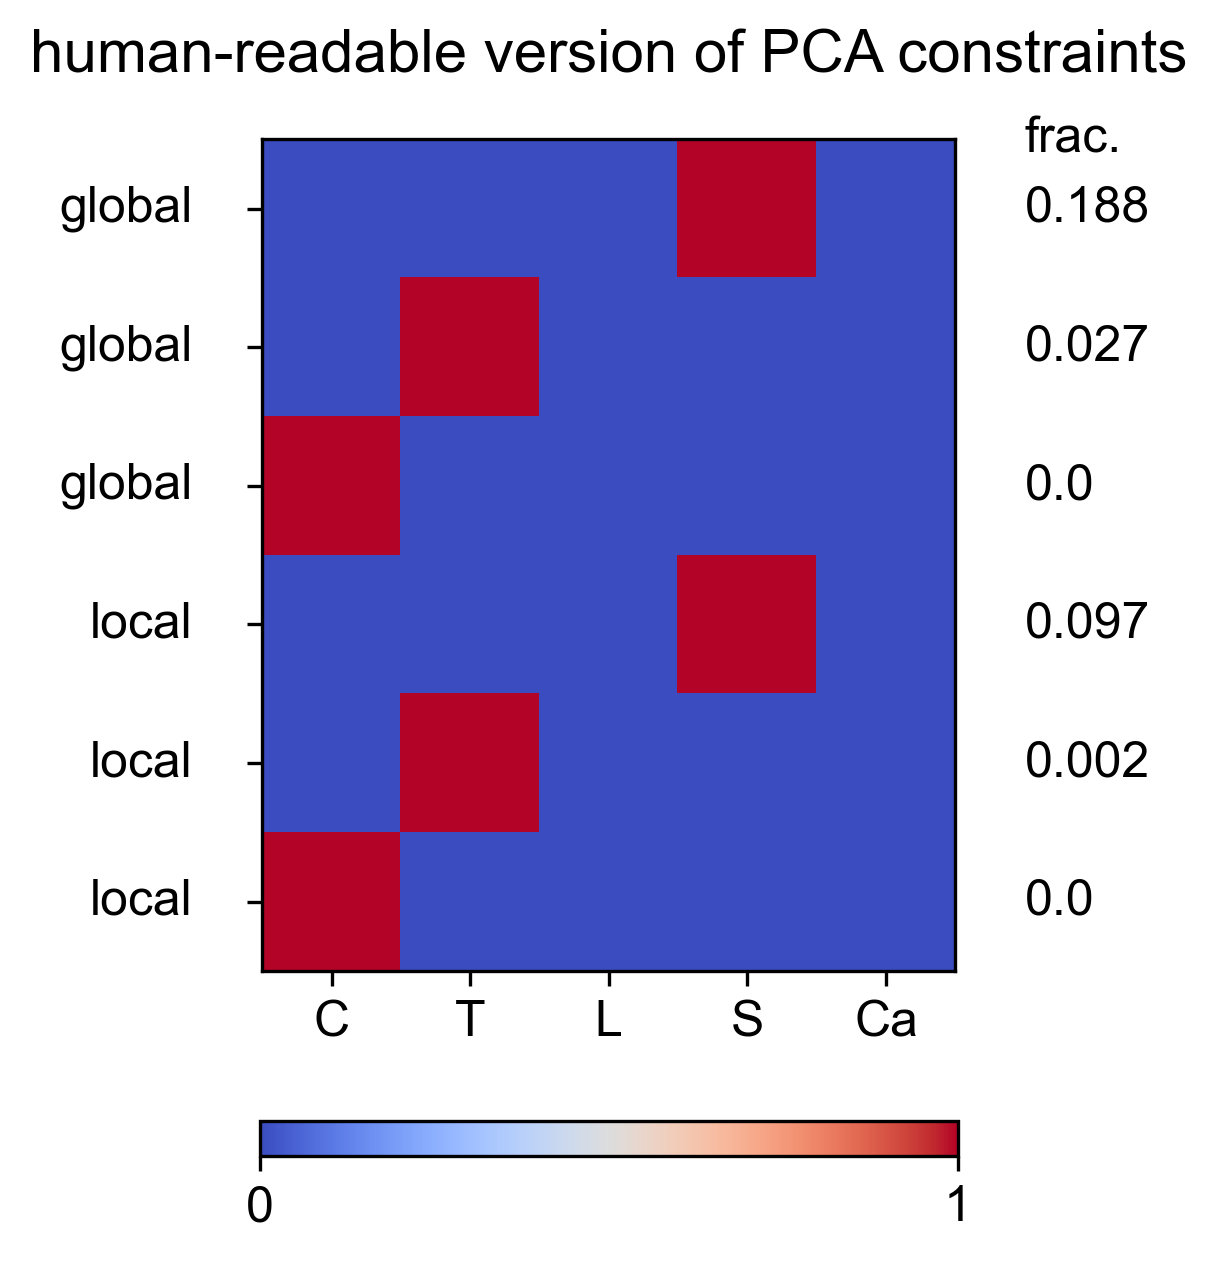 human-readable version of PCA constraints
frac.
global 0.188
global 0.027
global 0.0
local 0.097
local 0.002
local 0.0
C T L S Ca
0 1